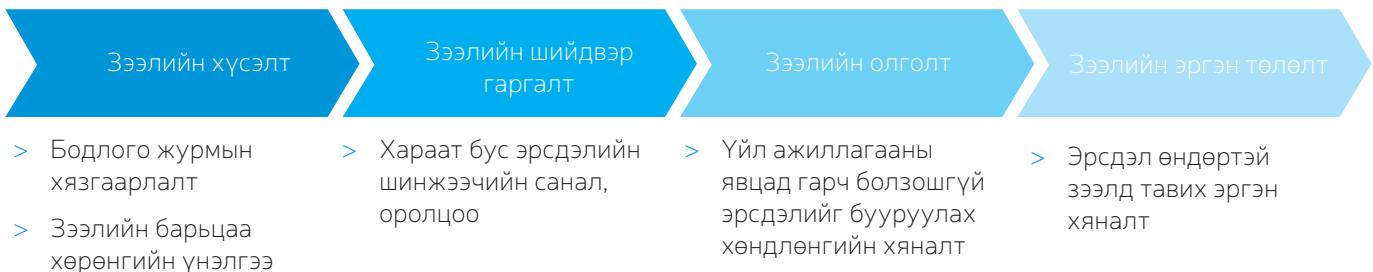 Зээлийн хүсэлт
Зээлийн шийдвэр
гаргалт
Зээлийн олголт
Зээлийн эргэн төлөлт
> Бодлого журмын
хязгаарлалт
> Зээлийн барьцаа
хөрөнгийн үнэлгээ
> Хараат бус эрсдэлийн
шинжээчийн санал,
оролцоо
> Үйл ажиллагааны
явцад гарч болзошгүй
эрсдэлийг бууруулах
хөндлөнгийн хяналт
> Эрсдэл өндөртэй
зээлд тавих эргэн
хяналт